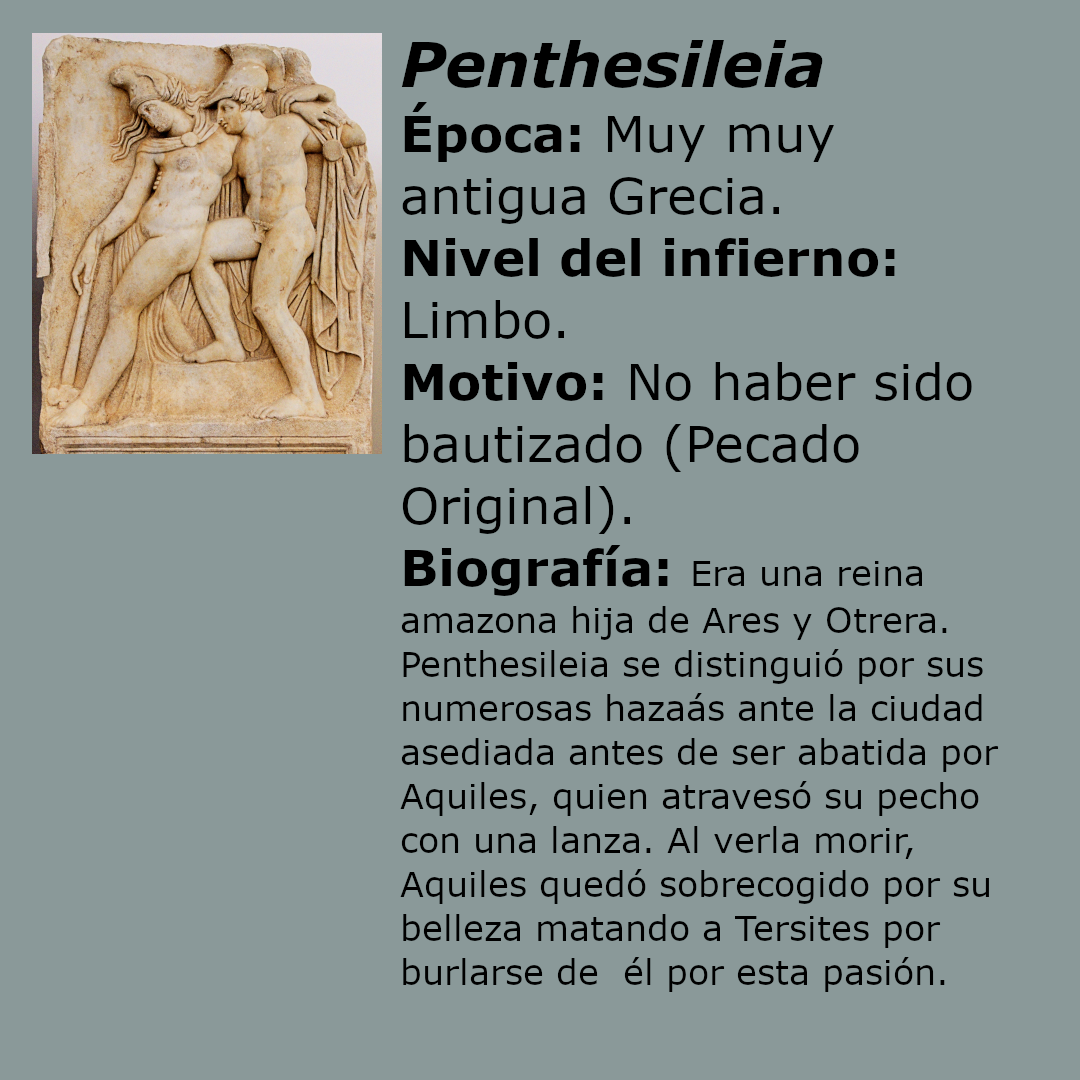 Penthesileia
Época: Muy muy
antigua Grecia.
Nivel del infierno:
Limbo.
Motivo: No haber sido
bautizado (Pecado
Original).
Biografía: Era una reina
amazona hija de Ares y Otrera.
Penthesileia se distinguió por sus
numerosas hazaás ante la ciudad
asediada antes de ser abatida por
Aquiles, quien atravesó su pecho
con una lanza. Al verla morir,
Aquiles quedó sobrecogido por su
belleza matando a Tersites por
burlarse de  él por esta pasión.